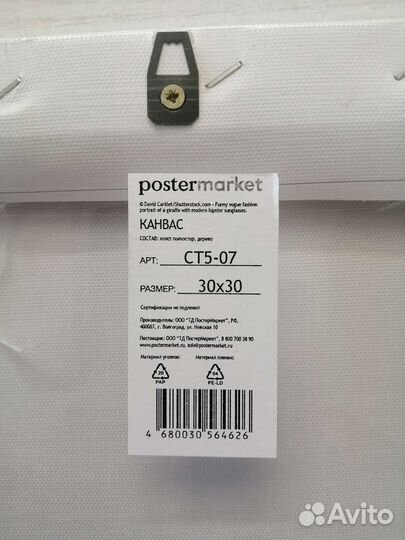 postermarket
© David Carillet/Shutterstock.com - Funny vogue fashion
portrait of a giraffe with modern hipster sunglasses.
КАНВАС
СОСТАВ: холст полиэстер, дерево
АРТ: СТ5-07
РАЗМЕР: 30х30
Сертификации не подлежит
Производитель: ООО "ТД ПостерМаркет", РФ,
400087, г. Волгоград, ул. Невская 10
Поставщик: ООО "ТД ПостерМаркет", 8 800 700 38 90
www.postermarket.ru, info@postermarket.ru
Материал уголков: Материал пленки:
20 04
PAP PE-LD
4 680030 564626
Avito